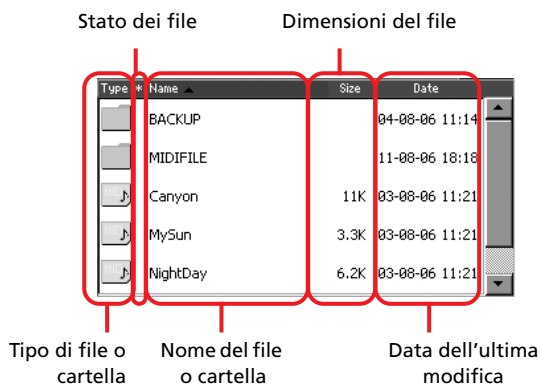 Stato dei file Dimensioni del file
Type * Name Size Date
BACKUP 04-08-06 11:14
MIDIFILE 11-08-06 18:18
MIDI Canyon 11K 03-08-06 11:21
MIDI MySun 3.3K 03-08-06 11:21
MIDI NightDay 6.2K 03-08-06 11:21
Tipo di file o Nome del file Data dell'ultima
cartella o cartella modifica